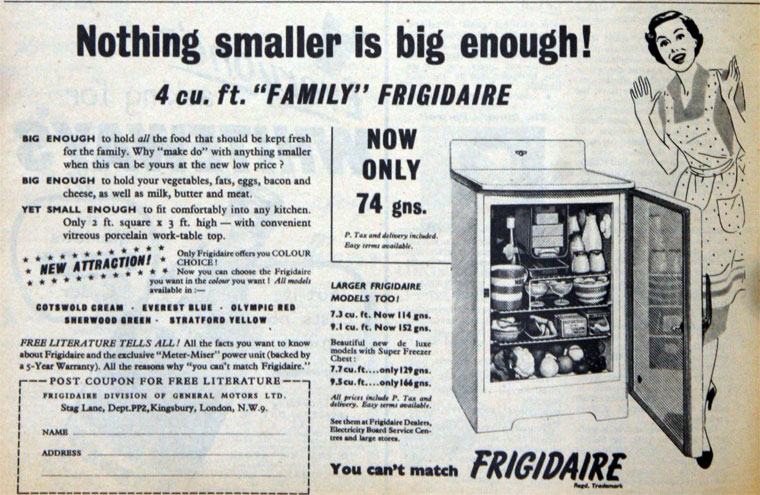 Nothing smaller is big enough!
4 cu. ft. “FAMILY” FRIGIDAIRE
BIG ENOUGH to hold all the food that should be kept fresh
for the family. Why “make do” with anything smaller
when this can be yours at the new low price ?
BIG ENOUGH to hold your vegetables, fats, eggs, bacon and
cheese, as well as milk, butter and meat.
YET SMALL ENOUGH to fit comfortably into any kitchen.
Only 2 ft. square x 3 ft. high — with convenient
vitreous porcelain work-table top.
NEW ATTRACTION!
Only Frigidaire offers you COLOUR
CHOICE !
Now you can choose the Frigidaire
you want in the colour you want ! All models
available in :—
COTSWOLD CREAM · EVEREST BLUE · OLYMPIC RED
SHERWOOD GREEN · STRATFORD YELLOW
FREE LITERATURE TELLS ALL! All the facts you want to know
about Frigidaire and the exclusive “Meter-Miser” power unit (backed by
a 5-Year Warranty). All the reasons why “you can’t match Frigidaire.”
POST COUPON FOR FREE LITERATURE
FRIGIDAIRE DIVISION OF GENERAL MOTORS LTD.
Stag Lane, Dept.PP2, Kingsbury, London, N.W.9.
NAME
ADDRESS
NOW
ONLY
74 gns.
P. Tax and delivery included.
Easy terms available.
LARGER FRIGIDAIRE
MODELS TOO!
7.3 cu. ft. Now 114 gns.
9.1 cu. ft. Now 152 gns.
Beautiful new de luxe
models with Super Freezer
Chest :
7.7 cu. ft....only 129 gns.
9.5 cu. ft....only 166 gns.
All prices include P. Tax and
delivery. Easy terms available.
See them at Frigidaire Dealers,
Electricity Board Service Cen-
tres and large stores.
You can’t match FRIGIDAIRE
Regd. Trademark